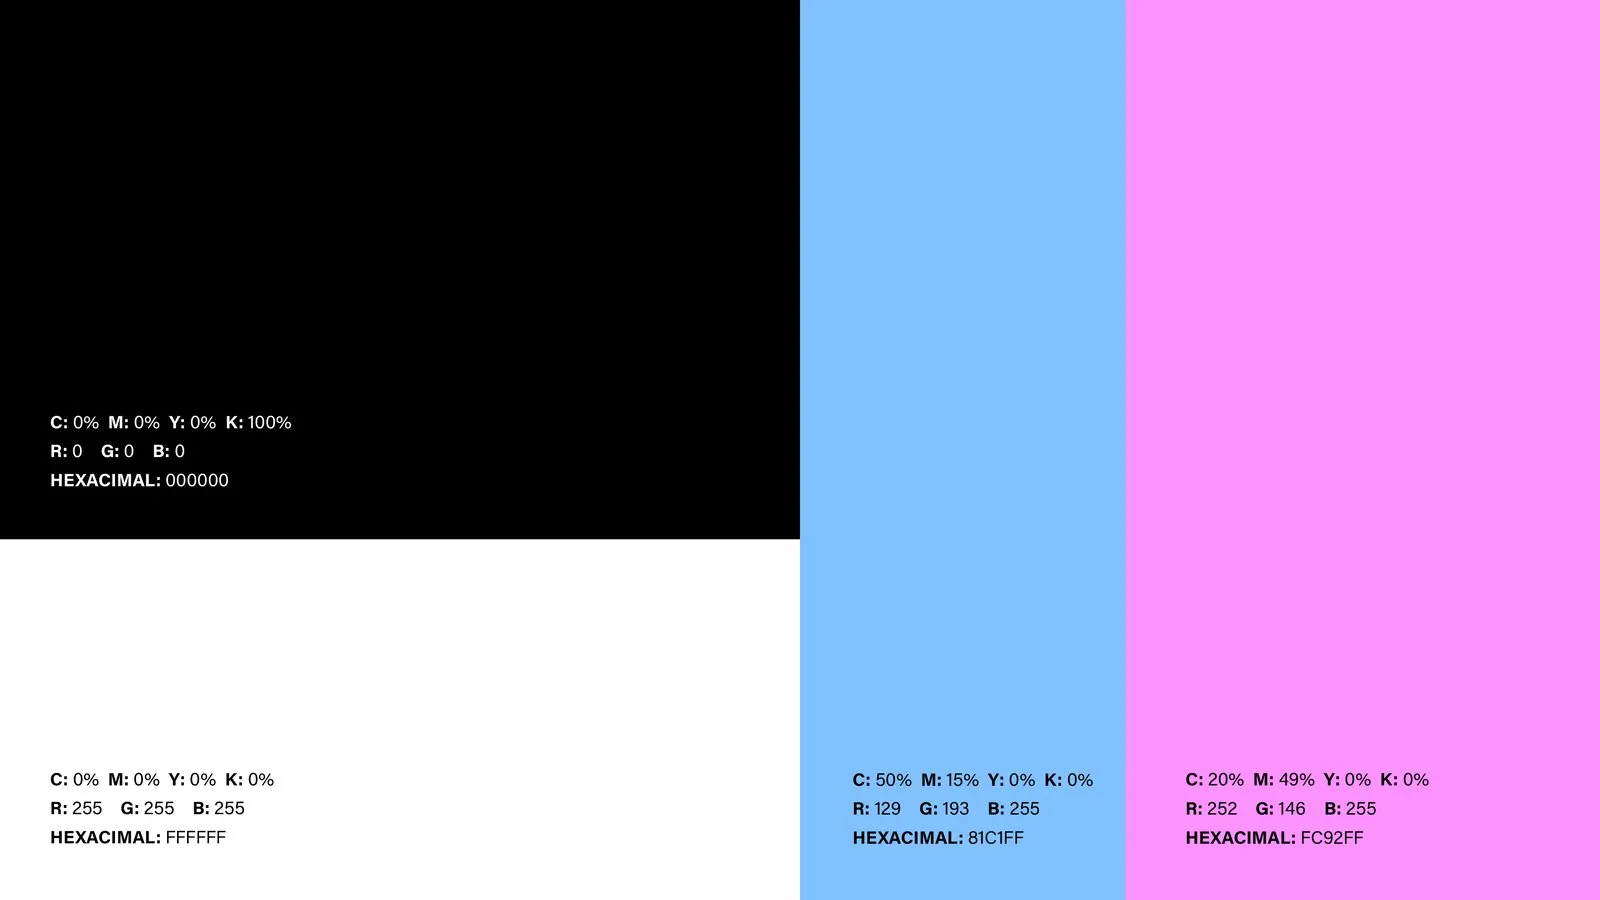 C: 0% M: 0% Y: 0% K: 100%
R: 0 G: 0 B: 0
HEXACIMAL: 000000
C: 0% M: 0% Y: 0% K: 0%
R: 255 G: 255 B: 255
HEXACIMAL: FFFFFF
C: 50% M: 15% Y: 0% K: 0%
R: 129 G: 193 B: 255
HEXACIMAL: 81C1FF
C: 20% M: 49% Y: 0% K: 0%
R: 252 G: 146 B: 255
HEXACIMAL: FC92FF